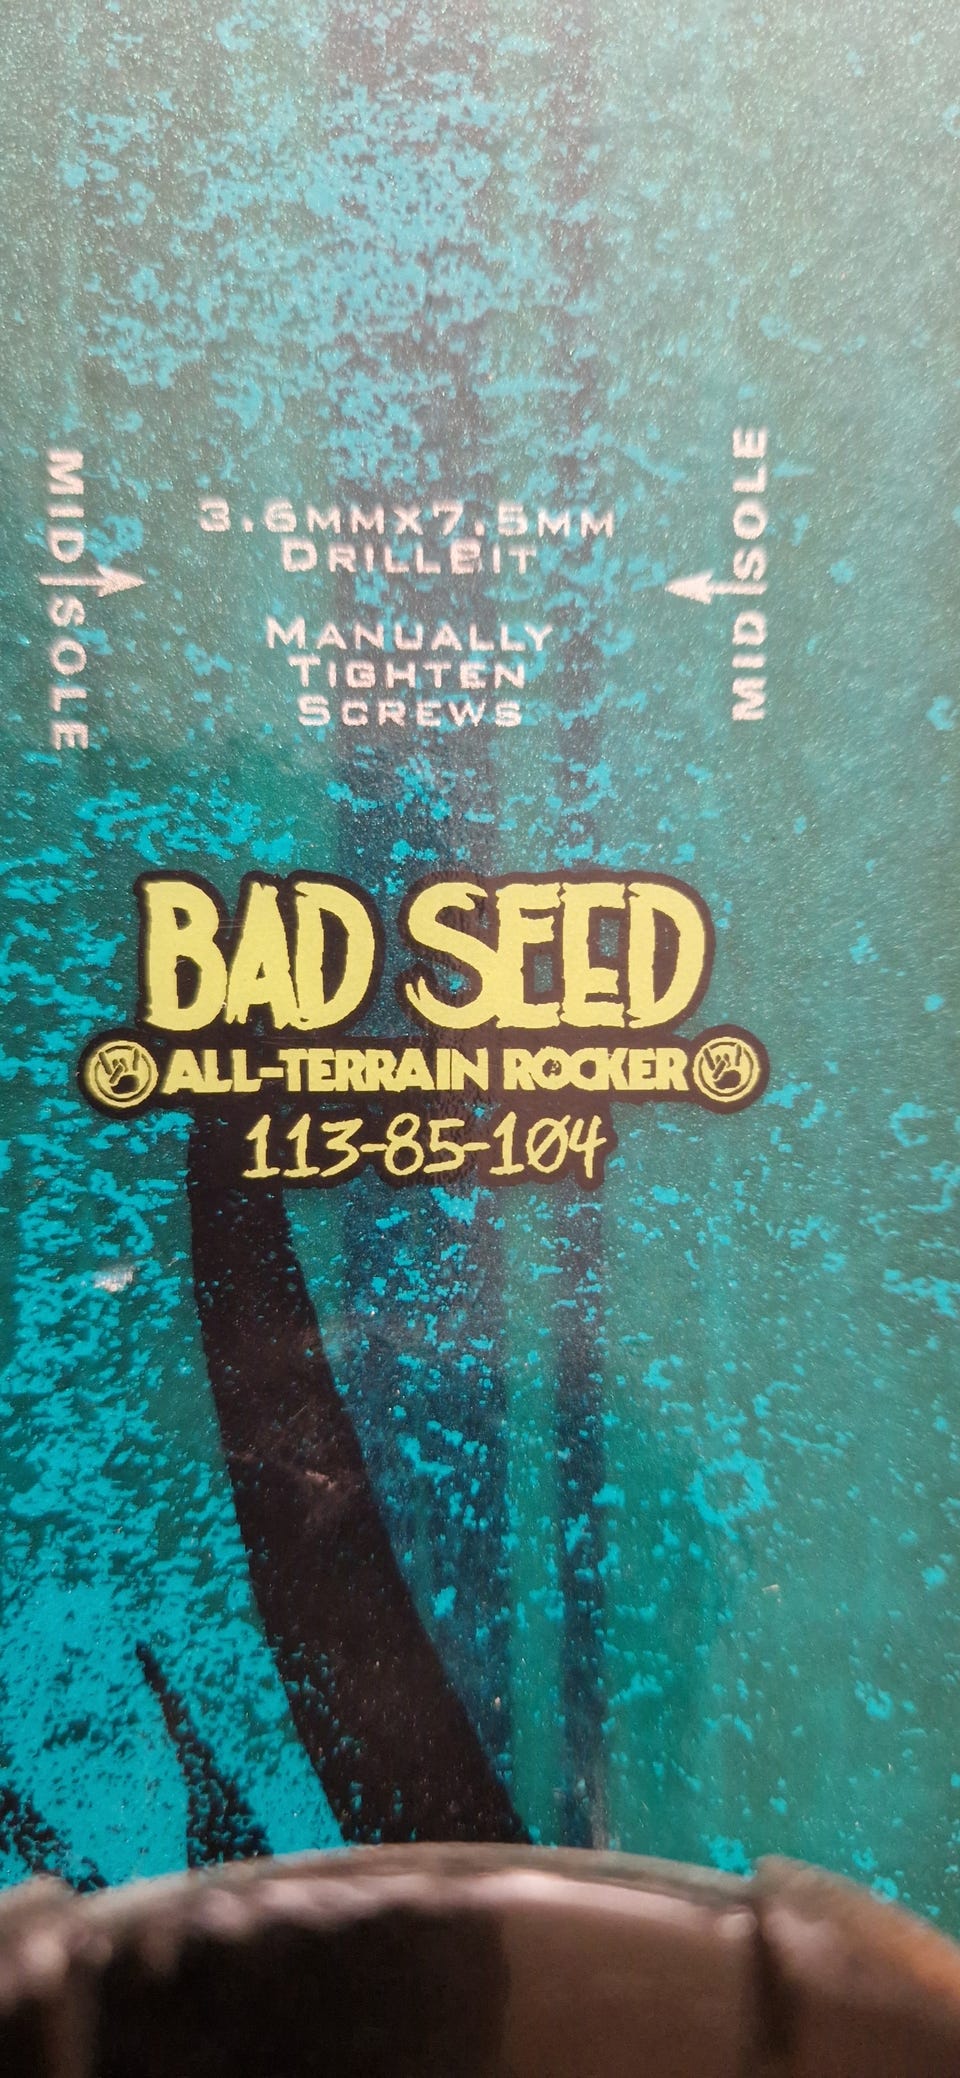 MID|SOLE
3.6MMX7.5MM
DRILLBIT
MANUALLY
TIGHTEN
SCREWS
MID|SOLE
BAD SEED
ALL-TERRAIN ROCKER
113-85-104